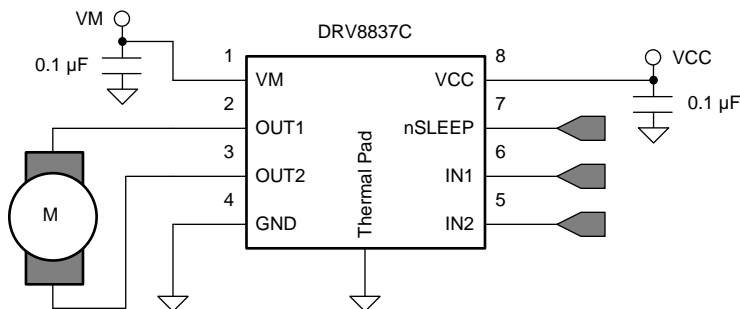 VM
DRV8837C
0.1 µF
1
8
VCC
VM
VCC
0.1 µF
2
7
OUT1
nSLEEP
3
6
OUT2
IN1
M
4
5
GND
IN2
Thermal Pad